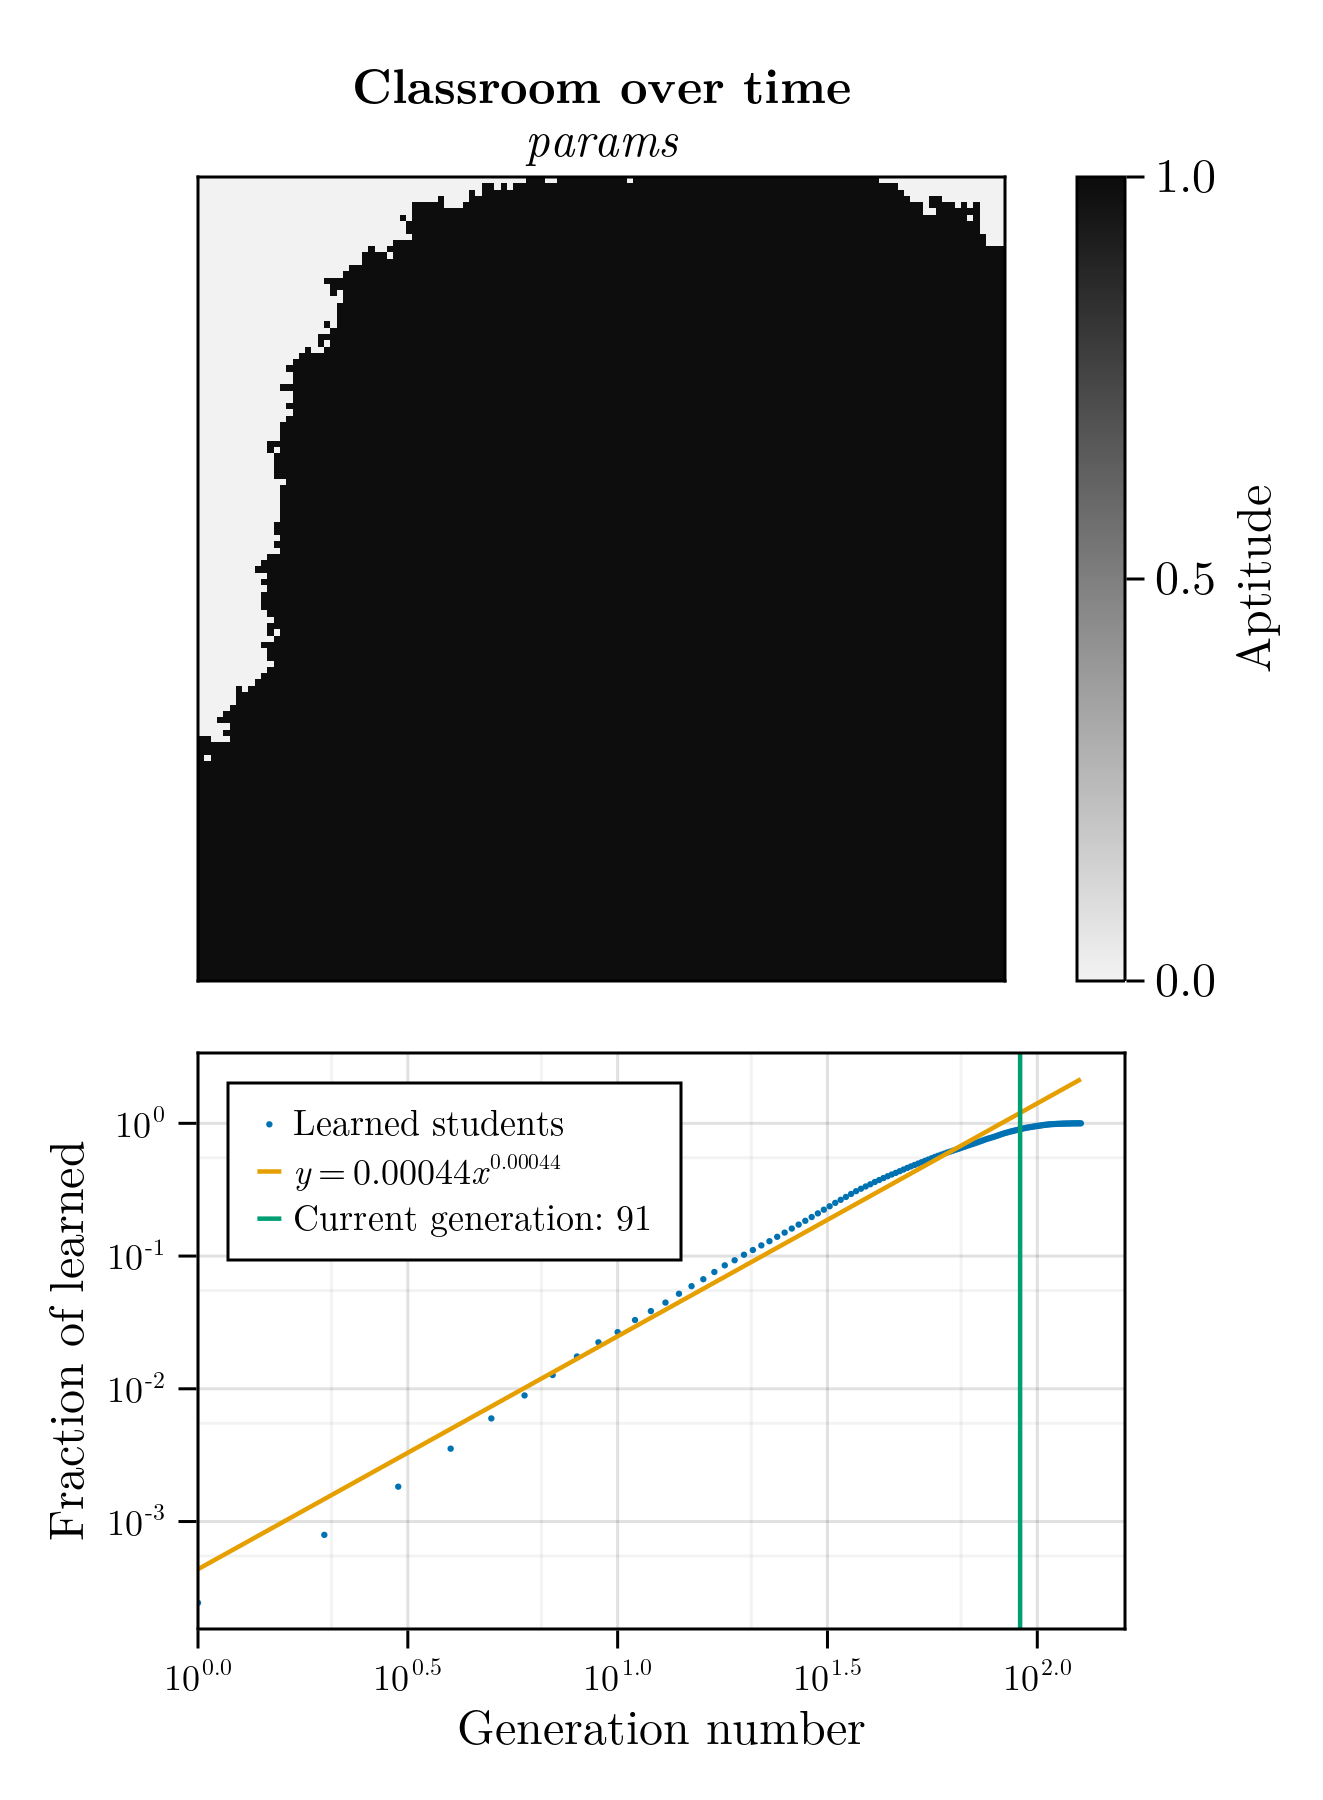 Classroom over time
params
1.0
0.5
0.0
Aptitude
10^0
10^-1
10^-2
10^-3
Fraction of learned
Learned students
y = 0.00044x^0.00044
Current generation: 91
10^0.0 10^0.5 10^1.0 10^1.5 10^2.0
Generation number